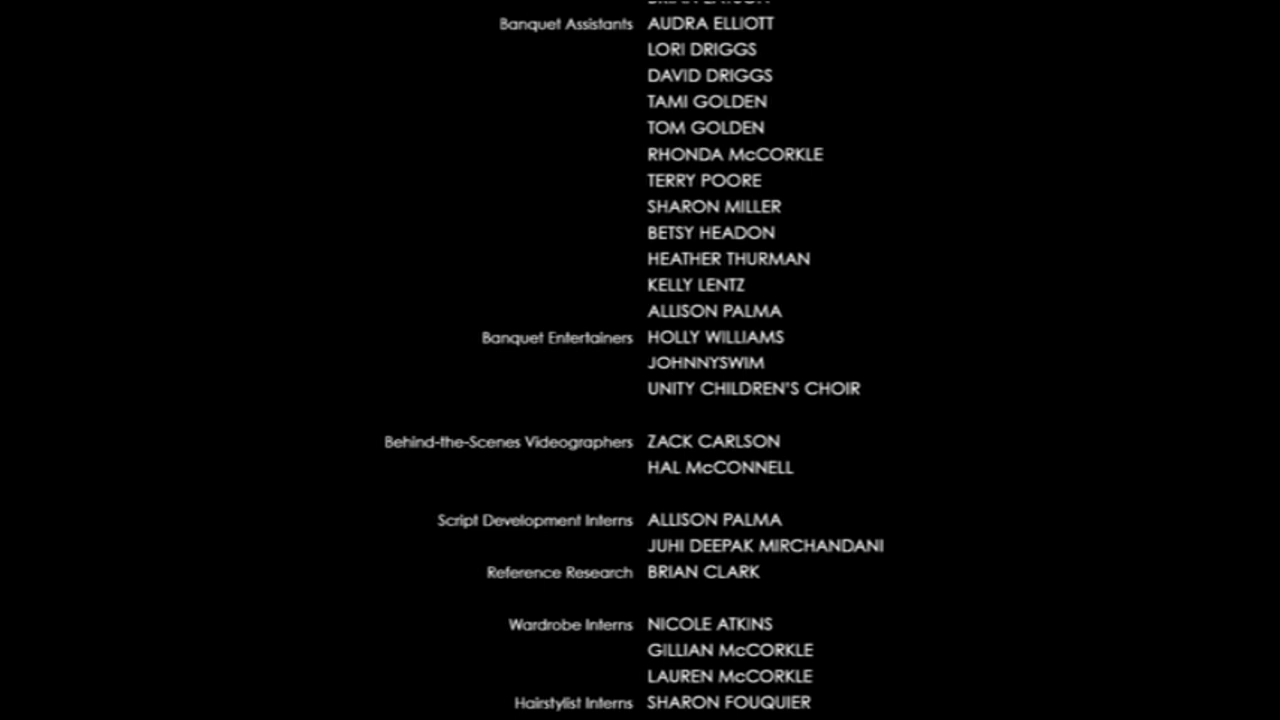 Banquet Assistants AUDRA ELLIOTT
LORI DRIGGS
DAVID DRIGGS
TAMI GOLDEN
TOM GOLDEN
RHONDA McCORKLE
TERRY POORE
SHARON MILLER
BETSY HEADON
HEATHER THURMAN
KELLY LENTZ
ALLISON PALMA
Banquet Entertainers HOLLY WILLIAMS
JOHNNYSWIM
UNITY CHILDREN'S CHOIR
Behind-the-Scenes Videographers ZACK CARLSON
HAL McCONNELL
Script Development Interns ALLISON PALMA
JUHI DEEPAK MIRCHANDANI
Reference Research BRIAN CLARK
Wardrobe Interns NICOLE ATKINS
GILLIAN McCORKLE
LAUREN McCORKLE
Hairstylist Interns SHARON FOUQUIER